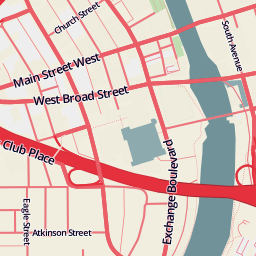 Church Street
South Avenue
Main Street West
West Broad Street
Club Place
Exchange Boulevard
Eagle Street
Atkinson Street